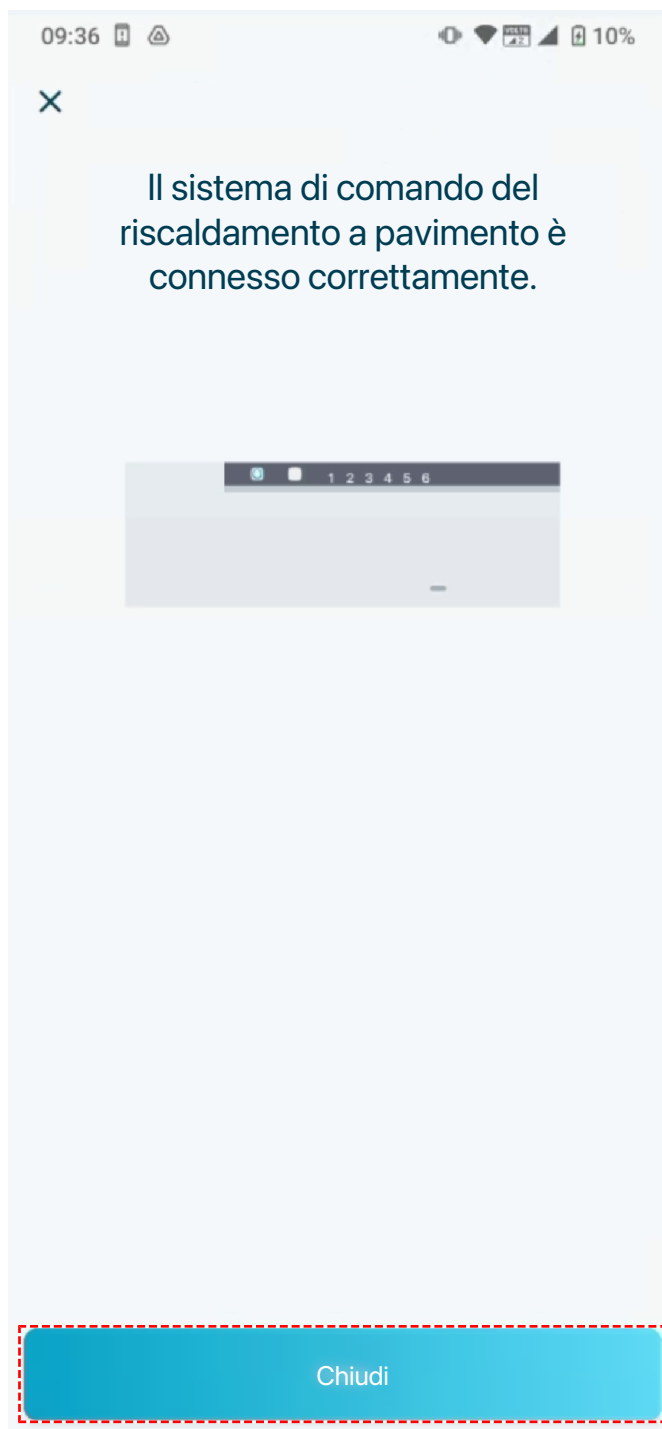 09:36 10%
Il sistema di comando del
riscaldamento a pavimento è
connesso correttamente.
1 2 3 4 5 6
Chiudi